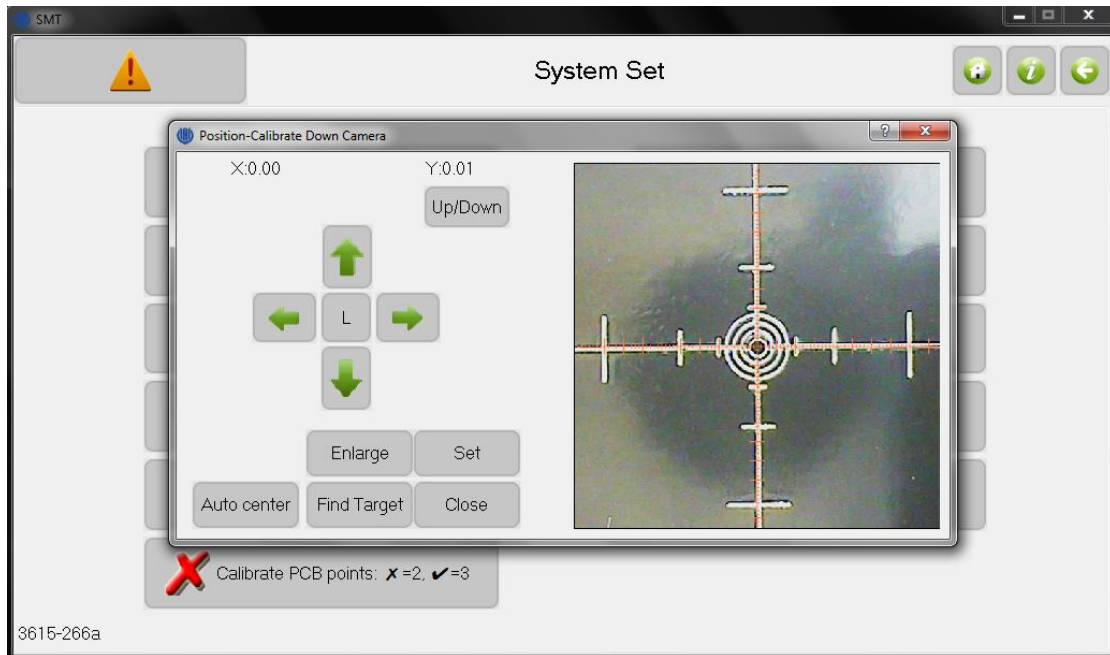 SMT
System Set
Position-Calibrate Down Camera
X:0.00 Y:0.01
Up/Down
L
Enlarge Set
Auto center Find Target Close
Calibrate PCB points: ✗=2, ✔=3
3615-266a